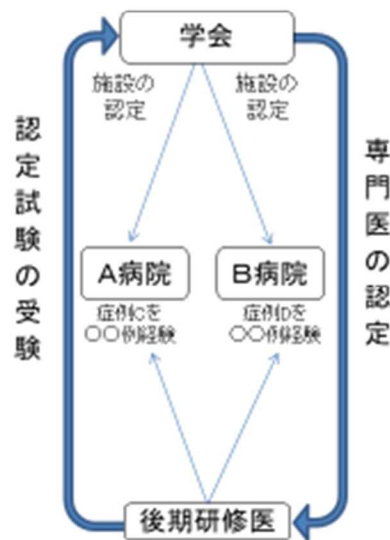 学会
施設の
認定
施設の
認定
認定試験の受験
専門医の認定
A病院
B病院
症例Cを
〇〇例経験
症例Dを
〇〇例経験
後期研修医